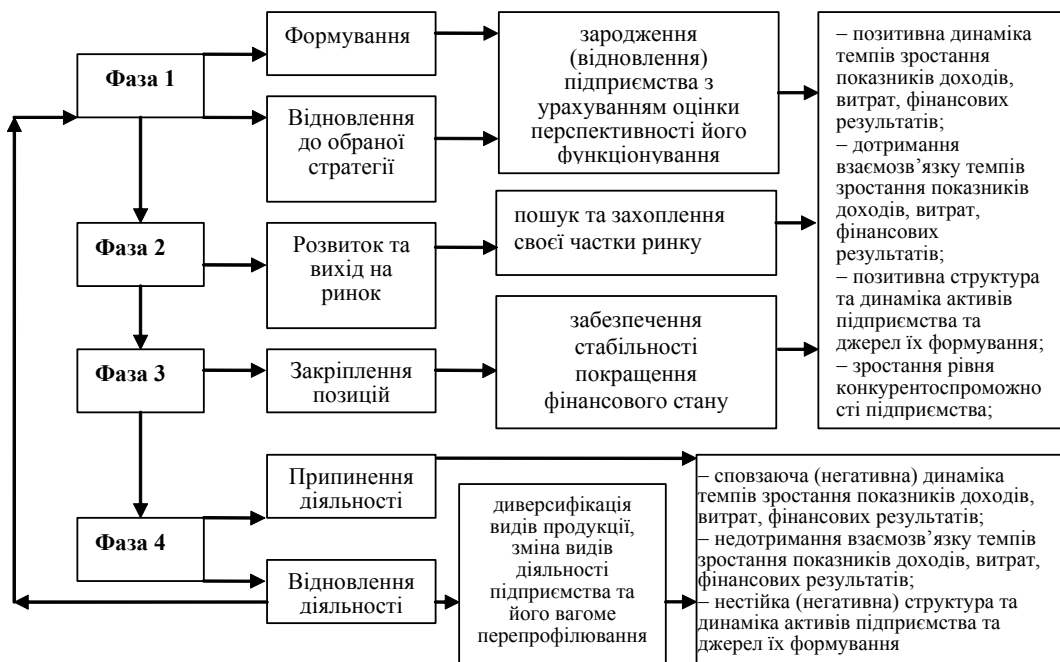 Фаза 1
Формування
Відновлення
до обраної
стратегії
зародження
(відновлення)
підприємства з
урахуванням оцінки
перспективності його
функціонування
– позитивна динаміка
темпів зростання
показників доходів,
витрат, фінансових
результатів;
– дотримання
взаємозв’язку темпів
зростання показників
доходів, витрат,
фінансових
результатів;
– позитивна структура
та динаміка активів
підприємства та
джерел їх формування;
– зростання рівня
конкурентоспроможно
сті підприємства;
Фаза 2
Розвиток та
вихід на
ринок
пошук та захоплення
своєї частки ринку
Фаза 3
Закріплення
позицій
забезпечення
стабільності
покращення
фінансового стану
Фаза 4
Припинення
діяльності
Відновлення
діяльності
диверсифікація
видів продукції,
зміна видів
діяльності
підприємства та
його вагоме
перепрофілювання
– сповзаюча (негативна) динаміка
темпів зростання показників доходів,
витрат, фінансових результатів;
– недотримання взаємозв’язку темпів
зростання показників доходів, витрат,
фінансових результатів;
– нестійка (негативна) структура та
динаміка активів підприємства та
джерел їх формування